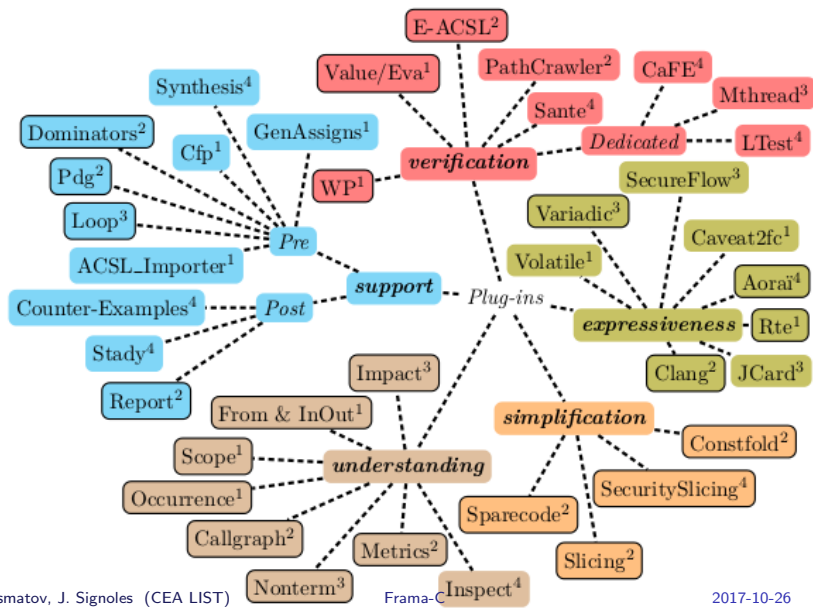 E-ACSL²
Value/Eva¹
PathCrawler²
CaFE⁴
Synthesis⁴
Mthread³
Sante⁴
Dominators²
GenAssigns¹
Cfp¹
verification
Dedicated
LTest⁴
Pdg²
WP¹
SecureFlow³
Loop³
Variadic³
Pre
Caveat2fc¹
ACSL_Importer¹
Volatile¹
Aoraï⁴
support
Plug-ins
Counter-Examples⁴
Post
expressiveness
Rte¹
Stady⁴
Impact³
Clang²
JCard³
Report²
From & InOut¹
simplification
Constfold²
Scope¹
understanding
SecuritySlicing⁴
Occurrence¹
Sparecode²
Callgraph²
Metrics²
Slicing²
Nonterm³
Inspect⁴
smatov, J. Signoles (CEA LIST)
Frama-C
2017-10-26